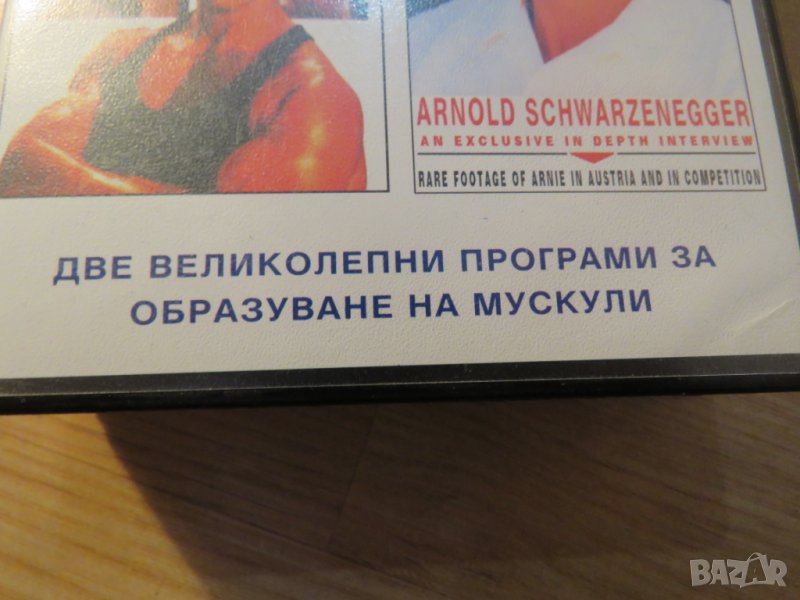 ARNOLD SCHWARZENEGGER
AN EXCLUSIVE IN DEPTH INTERVIEW
RARE FOOTAGE OF ARNIE IN AUSTRIA AND IN COMPETITION
ДВЕ ВЕЛИКОЛЕПНИ ПРОГРАМИ ЗА
ОБРАЗУВАНЕ НА МУСКУЛИ
BAZAR